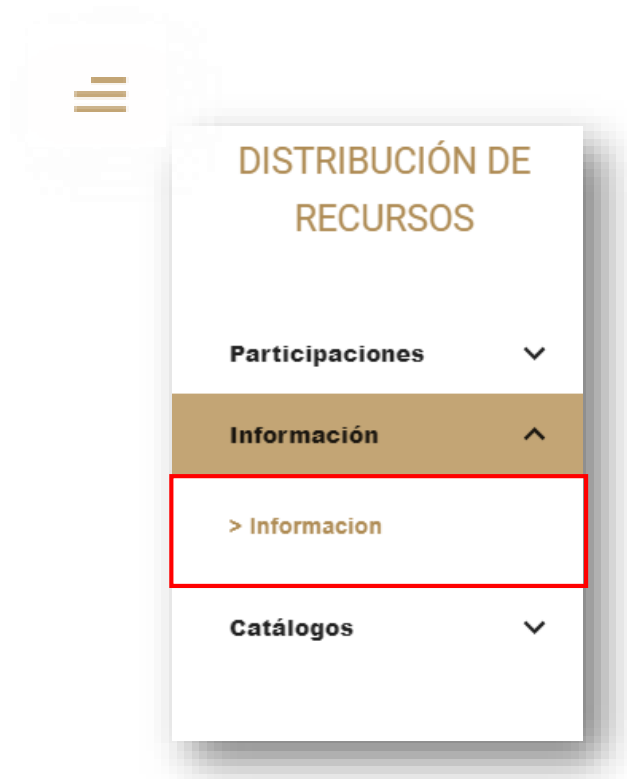 DISTRIBUCIÓN DE
RECURSOS
Participaciones
Información
> Informacion
Catálogos